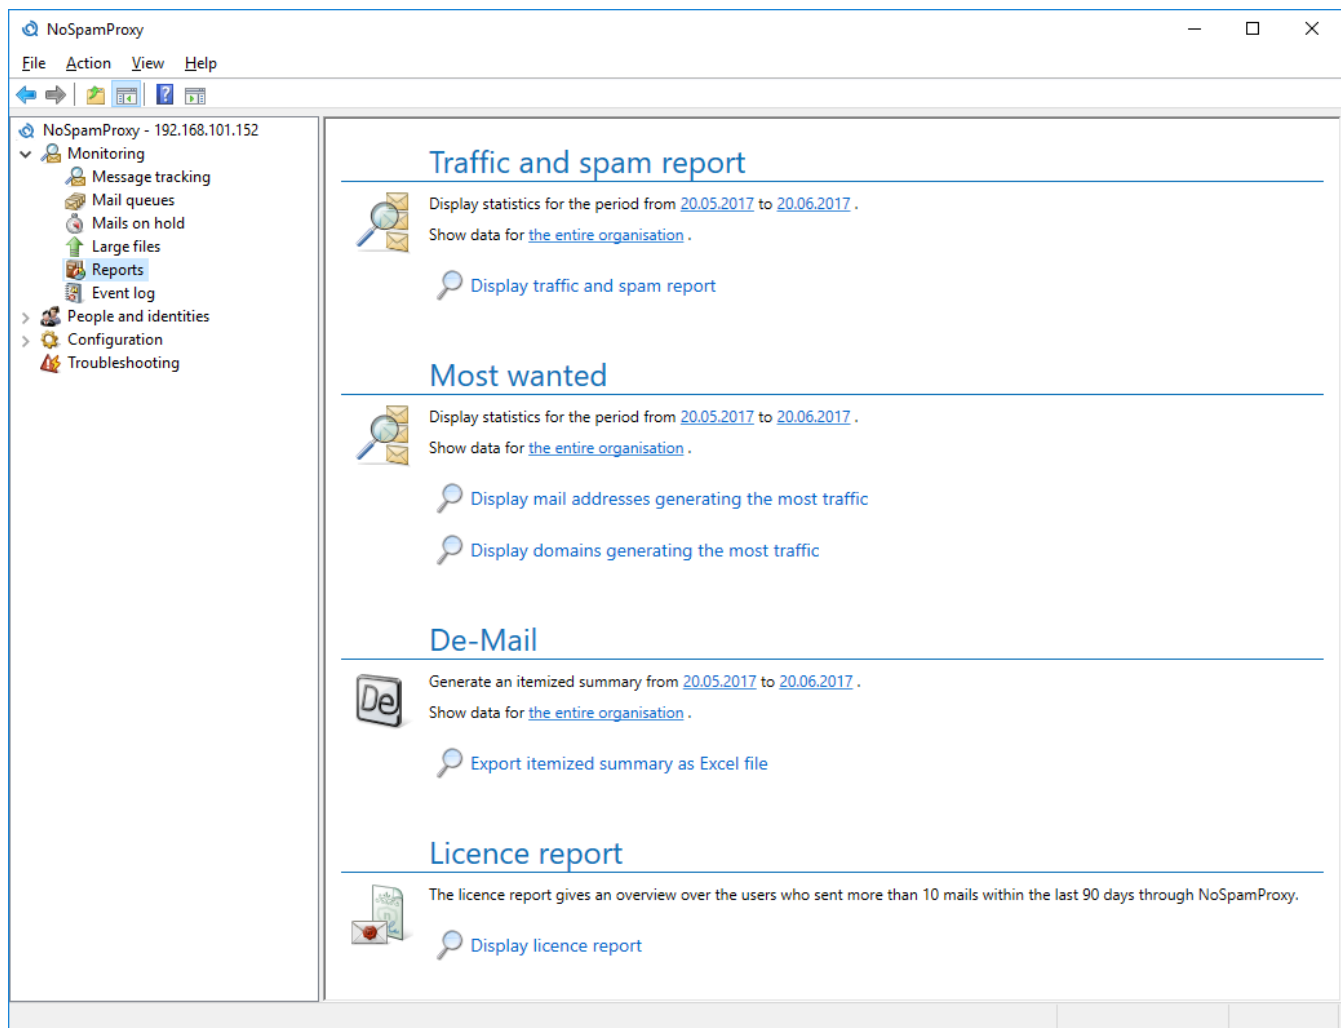 NoSpamProxy
File Action View Help
NoSpamProxy - 192.168.101.152
Monitoring
Message tracking
Mail queues
Mails on hold
Large files
Reports
Event log
People and identities
Configuration
Troubleshooting
Traffic and spam report
Display statistics for the period from 20.05.2017 to 20.06.2017 .
Show data for the entire organisation .
Display traffic and spam report
Most wanted
Display statistics for the period from 20.05.2017 to 20.06.2017 .
Show data for the entire organisation .
Display mail addresses generating the most traffic
Display domains generating the most traffic
De-Mail
De
Generate an itemized summary from 20.05.2017 to 20.06.2017 .
Show data for the entire organisation .
Export itemized summary as Excel file
Licence report
The licence report gives an overview over the users who sent more than 10 mails within the last 90 days through NoSpamProxy.
Display licence report